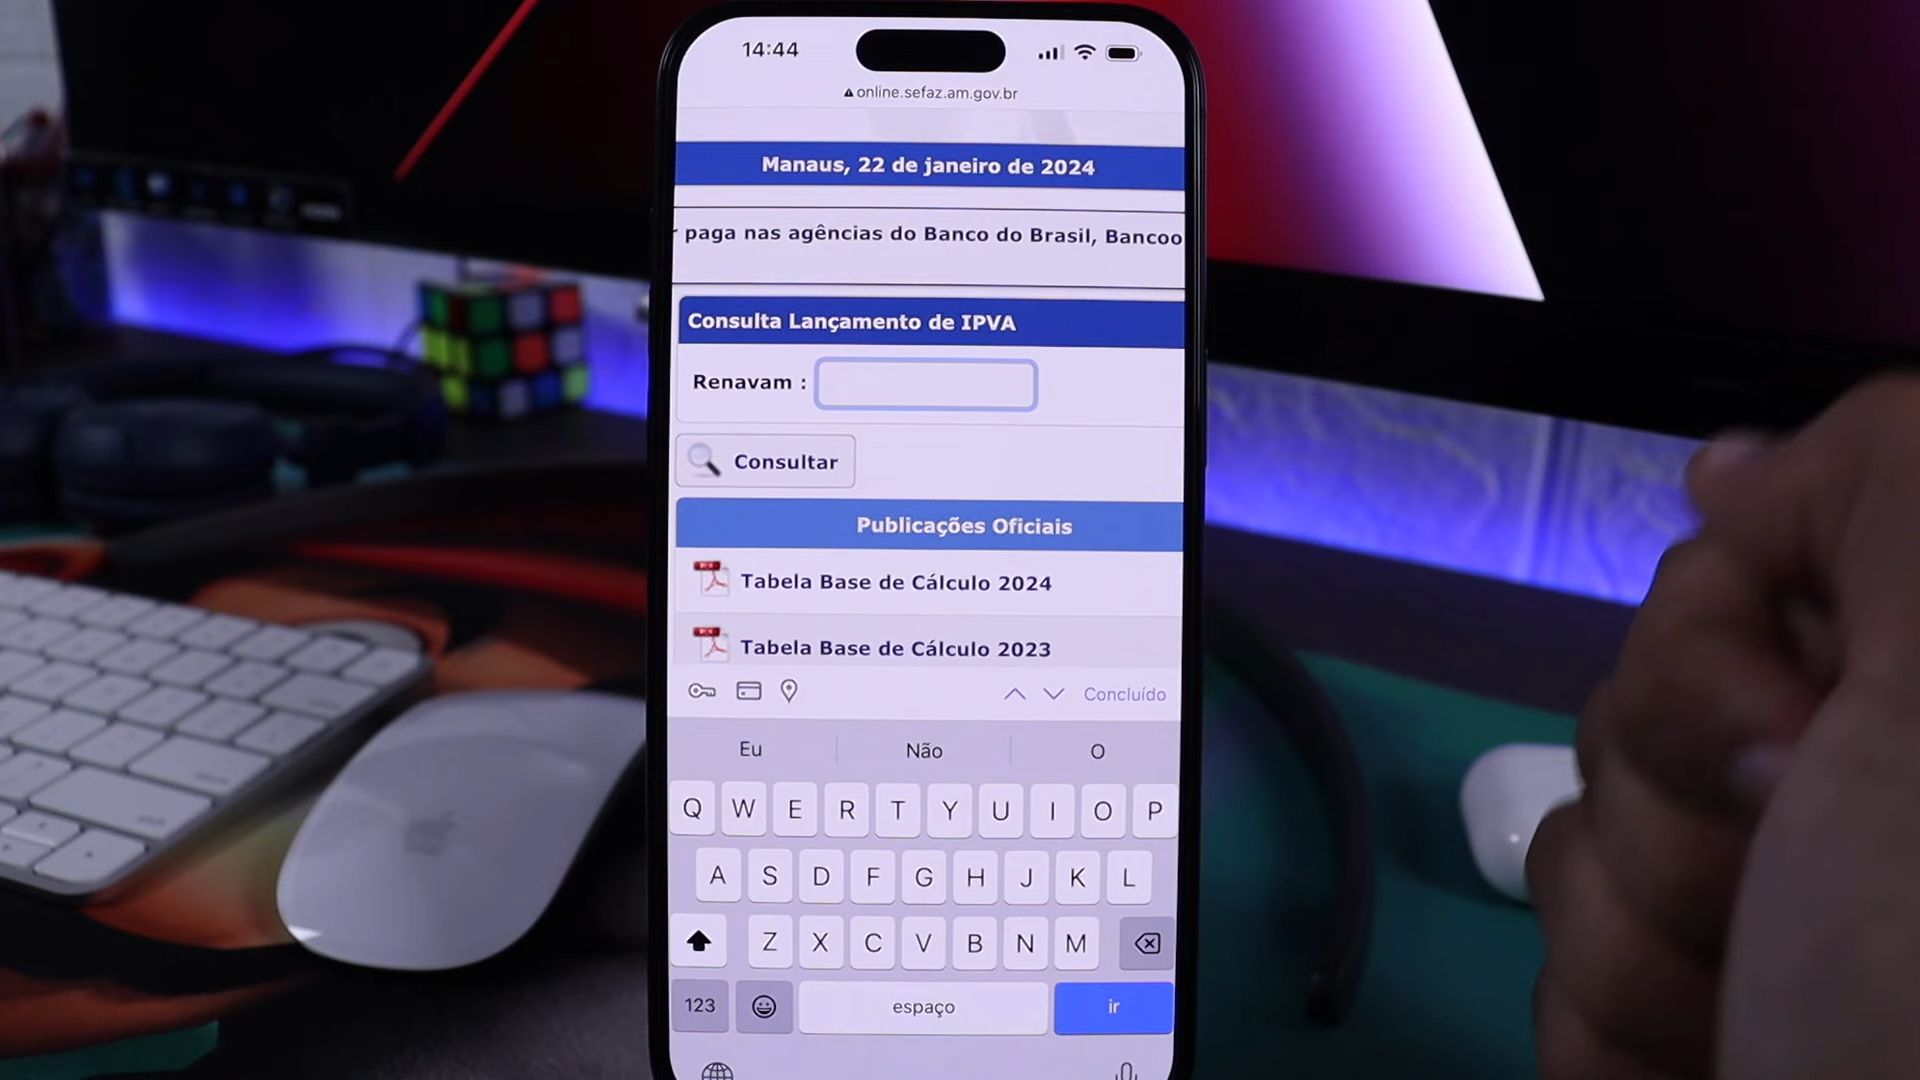 14:44
online.sefaz.am.gov.br
Manaus, 22 de janeiro de 2024
r paga nas agências do Banco do Brasil, Bancoo
Consulta Lançamento de IPVA
Renavam :
Consultar
Publicações Oficiais
Tabela Base de Cálculo 2024
Tabela Base de Cálculo 2023
Concluído
Eu Não O
Q W E R T Y U I O P
A S D F G H J K L
Z X C V B N M
123 espaço ir